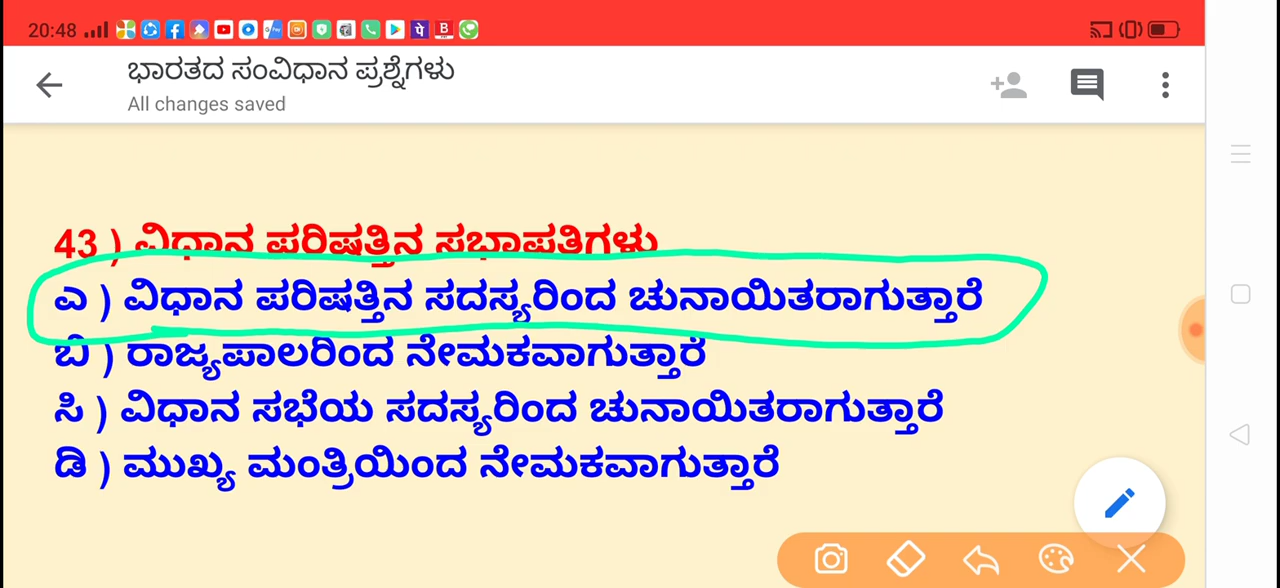 20:48
ಭಾರತದ ಸಂವಿಧಾನ ಪ್ರಶ್ನೆಗಳು
All changes saved
43 ) ವಿಧಾನ ಪರಿಷತ್ತಿನ ಸಭಾಪತಿಗಳು
ಎ ) ವಿಧಾನ ಪರಿಷತ್ತಿನ ಸದಸ್ಯರಿಂದ ಚುನಾಯಿತರಾಗುತ್ತಾರೆ
ಬಿ ) ರಾಜ್ಯಪಾಲರಿಂದ ನೇಮಕವಾಗುತ್ತಾರೆ
ಸಿ ) ವಿಧಾನ ಸಭೆಯ ಸದಸ್ಯರಿಂದ ಚುನಾಯಿತರಾಗುತ್ತಾರೆ
ಡಿ ) ಮುಖ್ಯ ಮಂತ್ರಿಯಿಂದ ನೇಮಕವಾಗುತ್ತಾರೆ